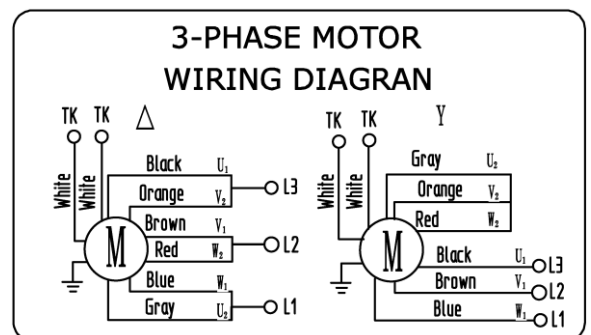 3-PHASE MOTOR
WIRING DIAGRAN
TK TK Δ
White
White
Black U₁
Orange V₂
L3
Brown V₁
Red W₂
L2
Blue W₁
Gray U₂
L1
M
TK TK Y
White
White
Gray U₂
Orange V₂
Red W₂
M
Black U₁ L3
Brown V₁ L2
Blue W₁ L1